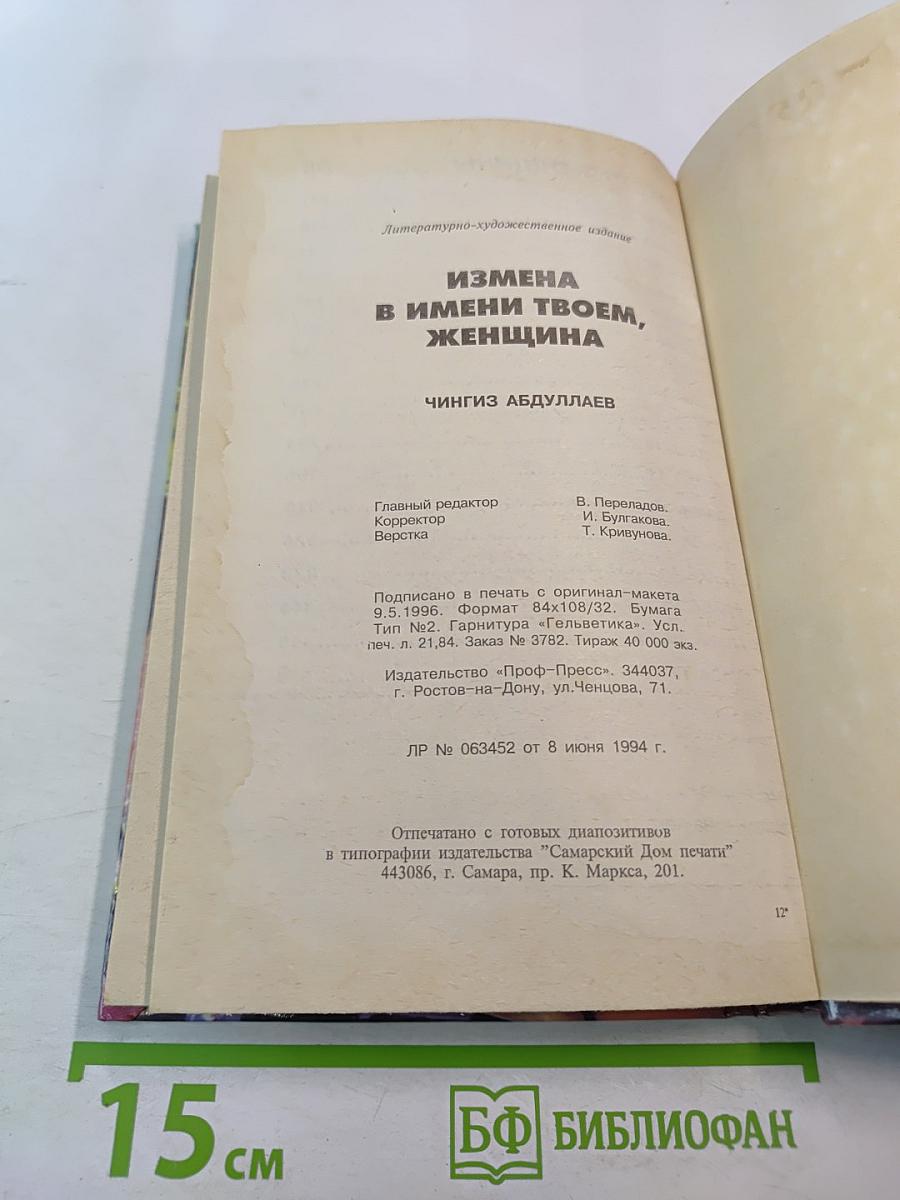 Литературно-художественное издание
ИЗМЕНА
В ИМЕНИ ТВОЕМ,
ЖЕНЩИНА
ЧИНГИЗ АБДУЛЛАЕВ
Главный редактор В. Переладов.
Корректор И. Булгакова.
Верстка Т. Кривунова.
Подписано в печать с оригинал-макета
9.5.1996. Формат 84х108/32. Бумага
Тип №2. Гарнитура «Гельветика». Усл.
печ. л. 21,84. Заказ № 3782. Тираж 40 000 экз.
Издательство «Проф-Пресс». 344037,
г. Ростов-на-Дону, ул.Ченцова, 71.
ЛР № 063452 от 8 июня 1994 г.
Отпечатано с готовых диапозитивов
в типографии издательства "Самарский Дом печати"
443086, г. Самара, пр. К. Маркса, 201.
12*
15 см
БФ БИБЛИОФАН